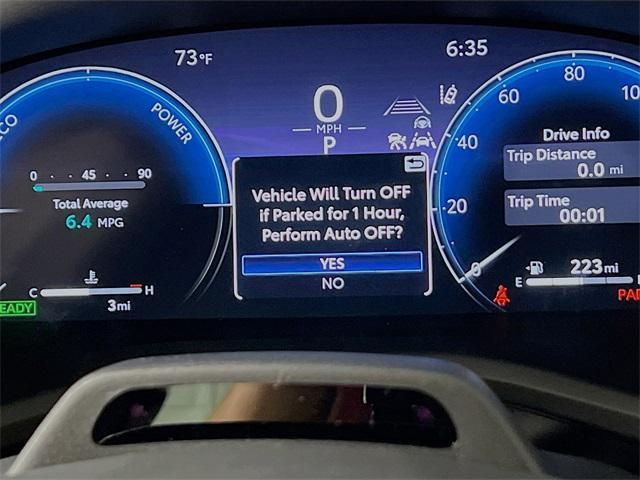 73°F
6:35
0
MPH
P
POWER
0 45 90
Total Average
6.4 MPG
C H
3mi
Vehicle Will Turn OFF
if Parked for 1 Hour,
Perform Auto OFF?
YES
NO
80
60
40
20
0
Drive Info
Trip Distance
0.0 mi
Trip Time
00:01
E
223 mi